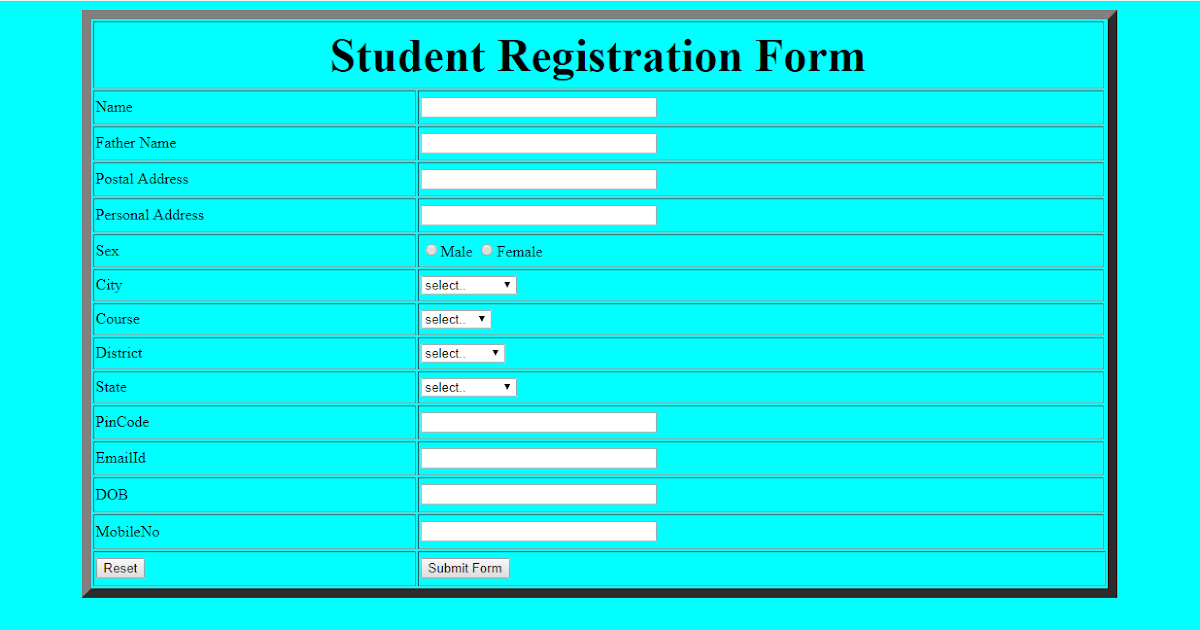 Student Registration Form
Name
Father Name
Postal Address
Personal Address
Sex Male Female
City select..
Course select..
District select..
State select..
PinCode
EmailId
DOB
MobileNo
Reset Submit Form